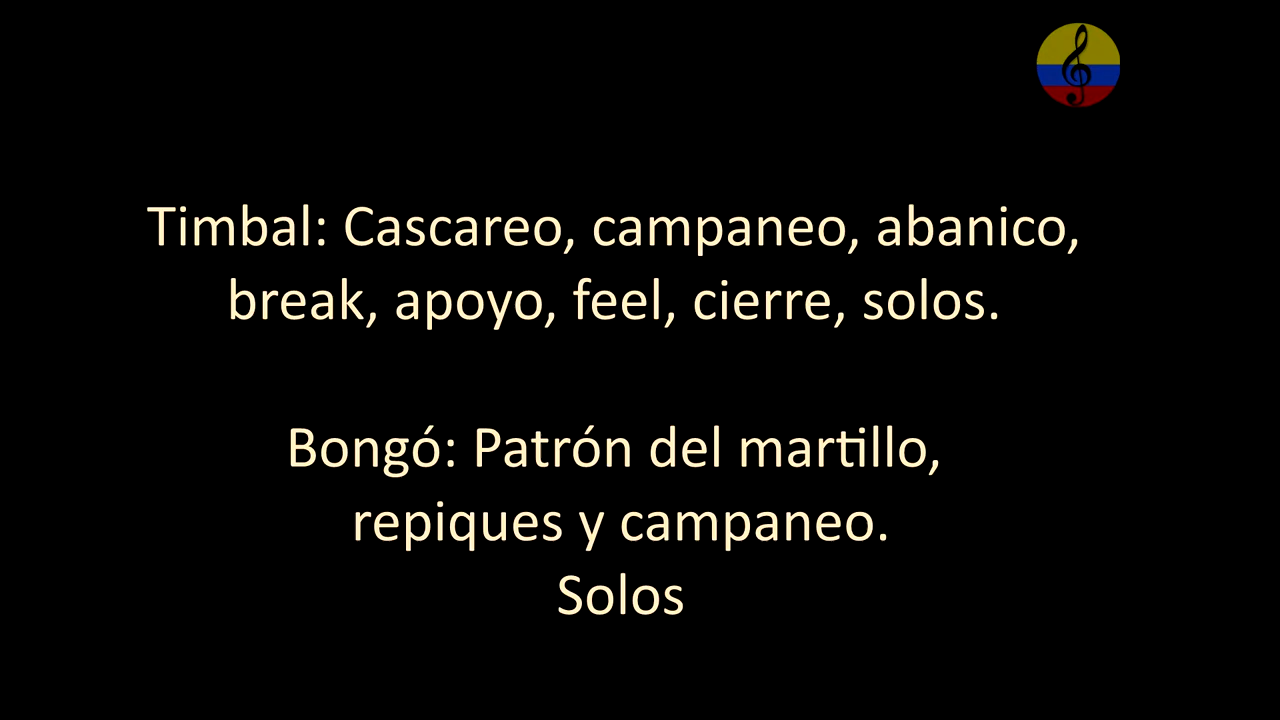 Timbal: Cascareo, campaneo, abanico,
break, apoyo, feel, cierre, solos.
Bongó: Patrón del martillo,
repiques y campaneo.
Solos